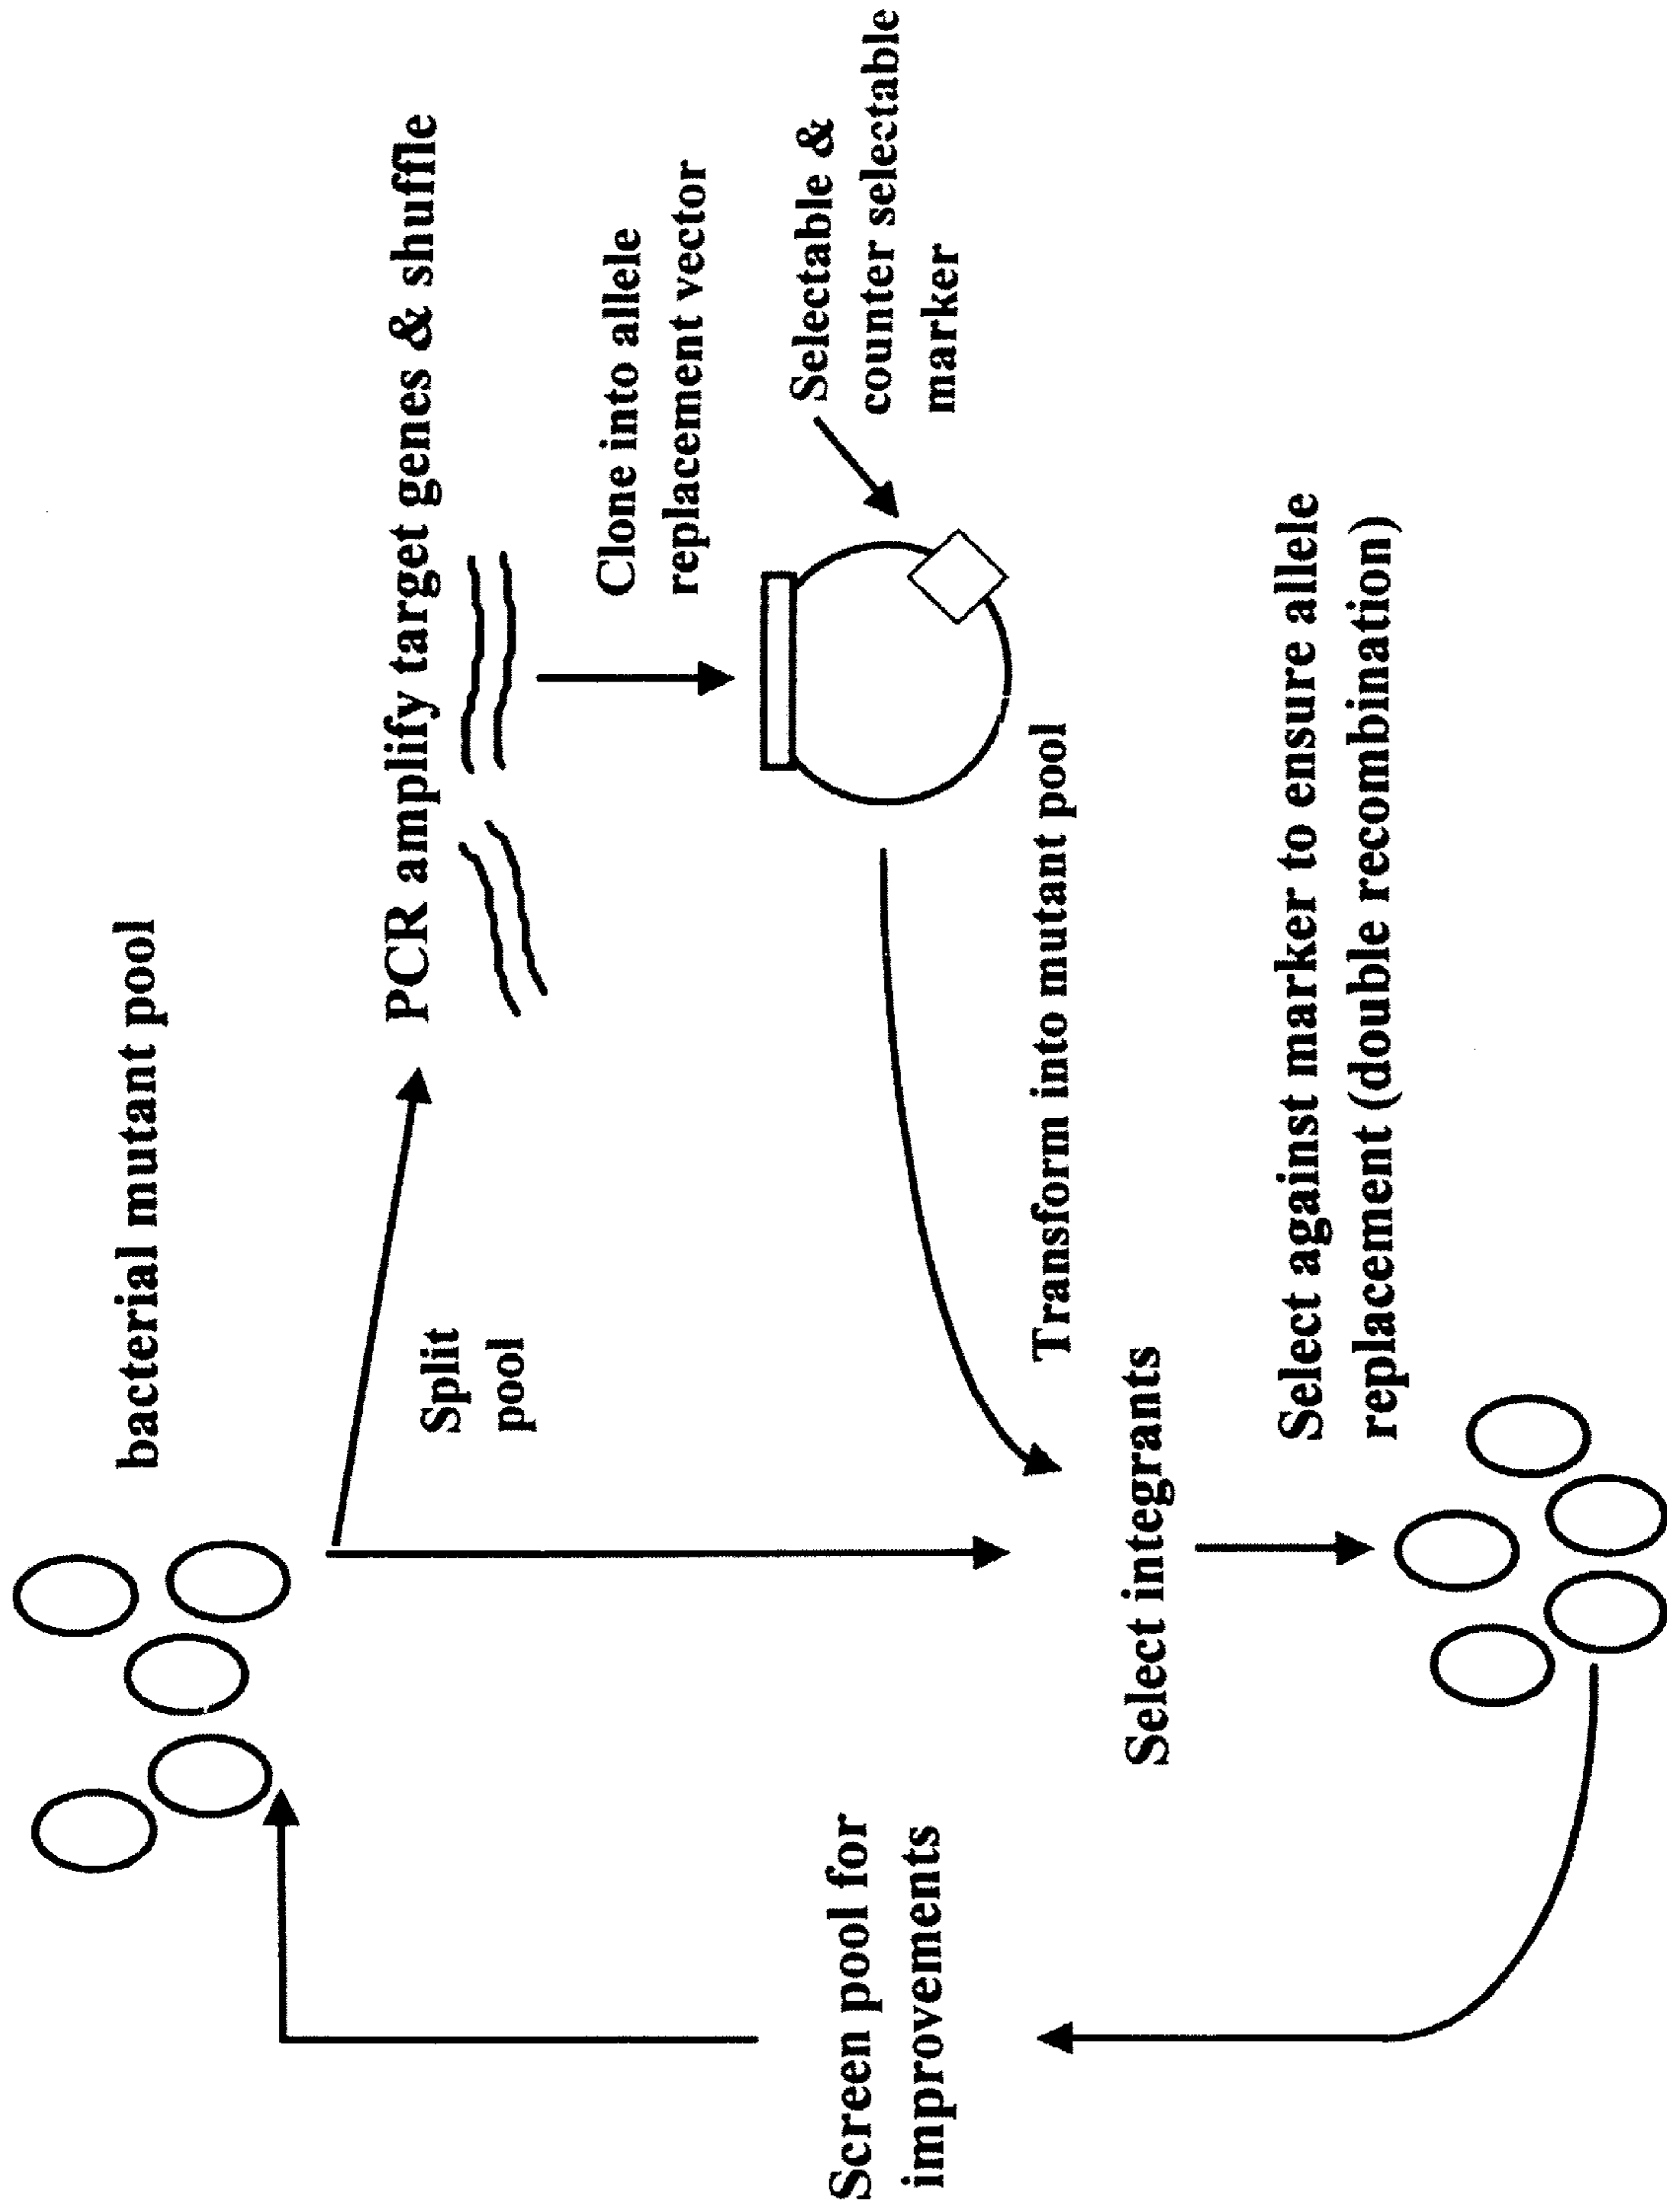 bacterial mutant pool
PCR amplify target genes & shuffle
Split
pool
Clone into allele
replacement vector
Selectable &
counter selectable
marker
Transform into mutant pool
Select integrants
Select against marker to ensure allele
replacement (double recombination)
Screen pool for
improvements